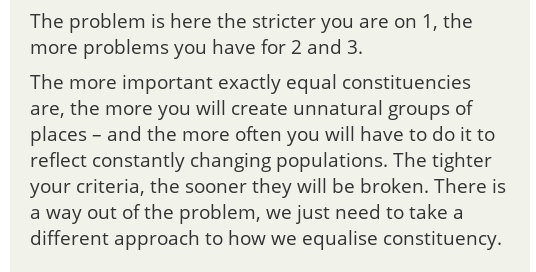 The problem is here the stricter you are on 1, the
more problems you have for 2 and 3.
The more important exactly equal constituencies
are, the more you will create unnatural groups of
places – and the more often you will have to do it to
reflect constantly changing populations. The tighter
your criteria, the sooner they will be broken. There is
a way out of the problem, we just need to take a
different approach to how we equalise constituency.